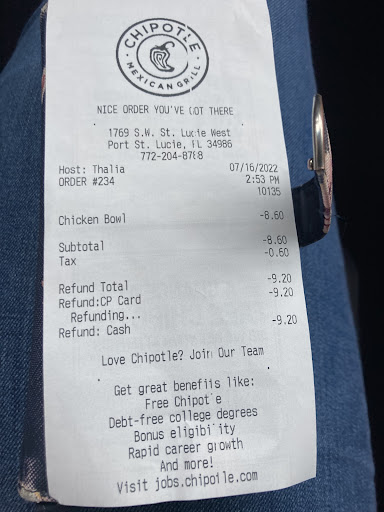 CHIPOTLE
MEXICAN GRILL
NICE ORDER YOU'VE GOT THERE
1769 S.W. St. Lucie West
Port St. Lucie, FL 34986
772-204-8768
Host: Thalia 07/16/2022
ORDER #234 2:53 PM
10135
Chicken Bowl -8.60
Subtotal -8.60
Tax -0.60
Refund Total -9.20
Refund:CP Card -9.20
Refunding...
Refund: Cash -9.20
Love Chipotle? Join Our Team
Get great benefits like:
Free Chipotle
Debt-free college degrees
Bonus eligibility
Rapid career growth
And more!
Visit jobs.chipotle.com